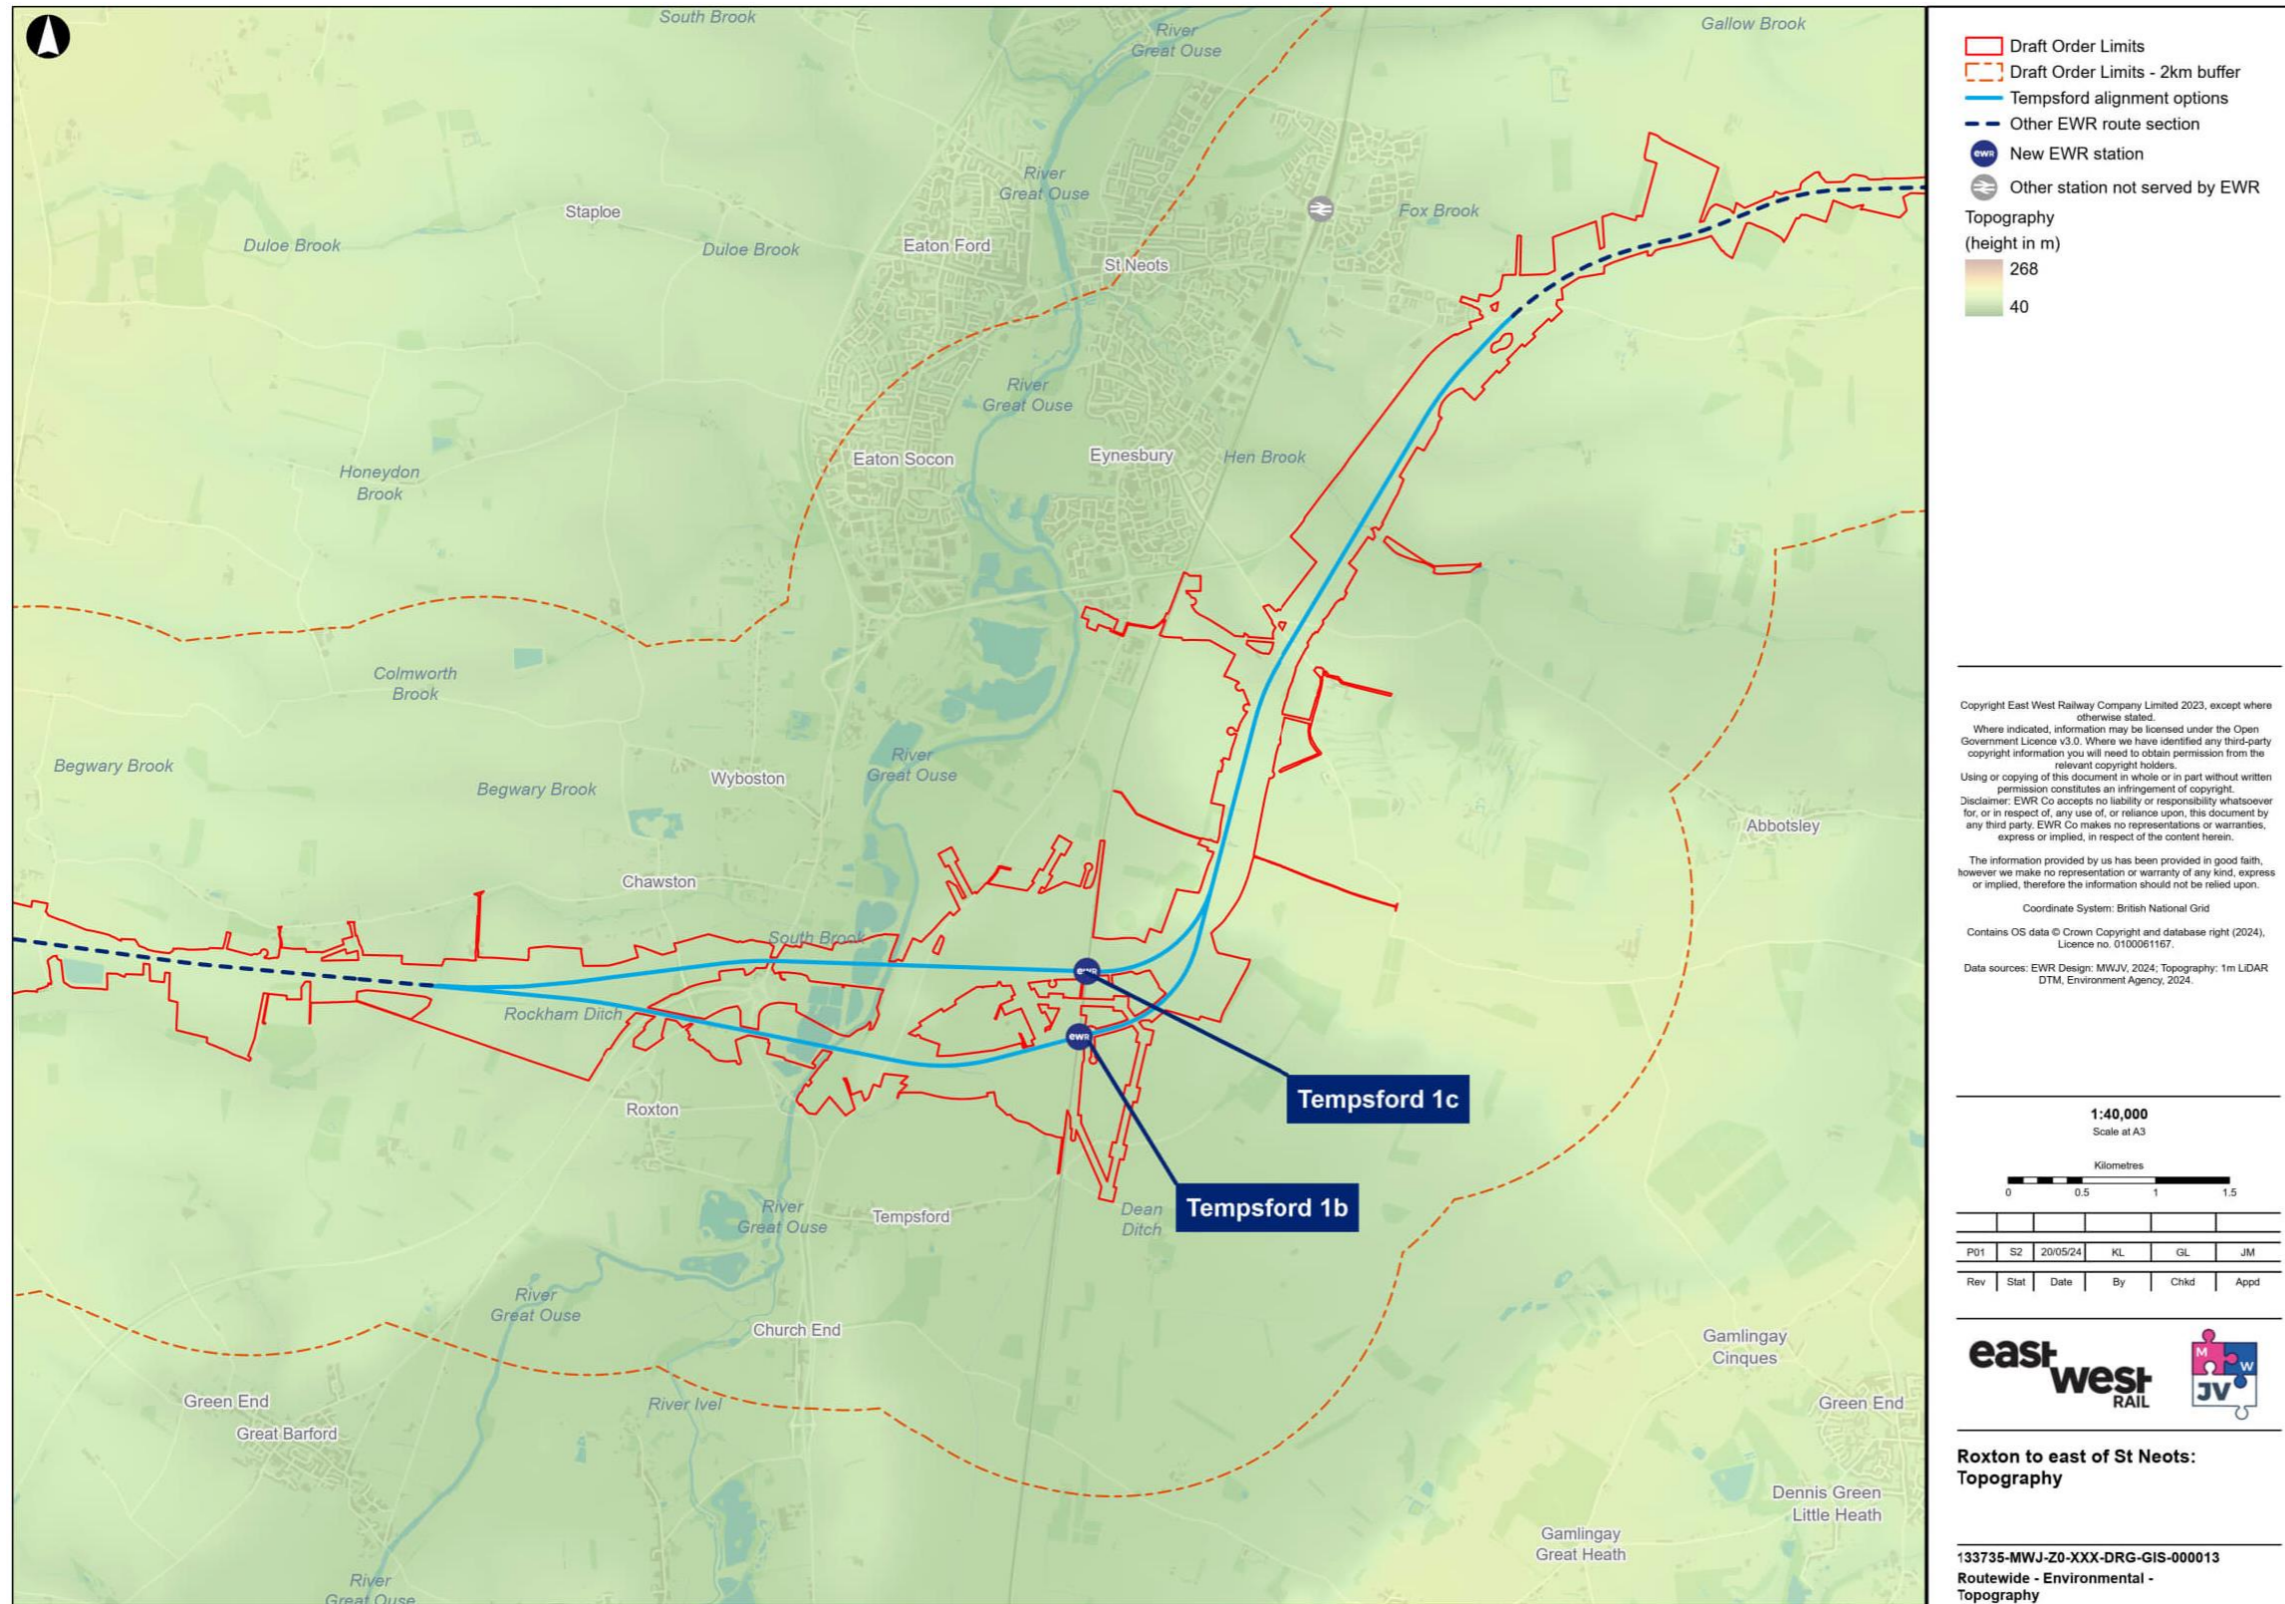 South Brook
River
Great Ouse
Gallow Brook
River
Great Ouse
Staploe
Fox Brook
Duloe Brook
Duloe Brook
Eaton Ford
St Neots
River
Great Ouse
Eaton Socon
Eynesbury
Hen Brook
Honeydon
Brook
Colmworth
Brook
Begwary Brook
River
Great Ouse
Wyboston
Begwary Brook
Abbotsley
Chawston
South Brook
ewr
Rockham Ditch
ewr
Tempsford 1c
Roxton
Tempsford 1b
River
Great Ouse
Tempsford
Dean
Ditch
River
Great Ouse
Church End
Gamlingay
Cinques
Green End
River Ivel
Green End
Great Barford
Dennis Green
Little Heath
Gamlingay
Great Heath
River
Great Ouse
Draft Order Limits
Draft Order Limits - 2km buffer
Tempsford alignment options
Other EWR route section
ewr New EWR station
Other station not served by EWR
Topography
(height in m)
268
40
Copyright East West Railway Company Limited 2023, except where
otherwise stated.
Where indicated, information may be licensed under the Open
Government Licence v3.0. Where we have identified any third-party
copyright information you will need to obtain permission from the
relevant copyright holders.
Using or copying of this document in whole or in part without written
permission constitutes an infringement of copyright.
Disclaimer: EWR Co accepts no liability or responsibility whatsoever
for, or in respect of, any use of, or reliance upon, this document by
any third party. EWR Co makes no representations or warranties,
express or implied, in respect of the content herein.
The information provided by us has been provided in good faith,
however we make no representation or warranty of any kind, express
or implied, therefore the information should not be relied upon.
Coordinate System: British National Grid
Contains OS data © Crown Copyright and database right (2024),
Licence no. 0100061167.
Data sources: EWR Design: MWJV, 2024; Topography: 1m LiDAR
DTM, Environment Agency, 2024.
1:40,000
Scale at A3
Kilometres
0 0.5 1 1.5
P01 S2 20/05/24 KL GL JM
Rev Stat Date By Chkd Appd
east
west
RAIL
M W
JV
Roxton to east of St Neots:
Topography
133735-MWJ-Z0-XXX-DRG-GIS-000013
Routewide - Environmental -
Topography